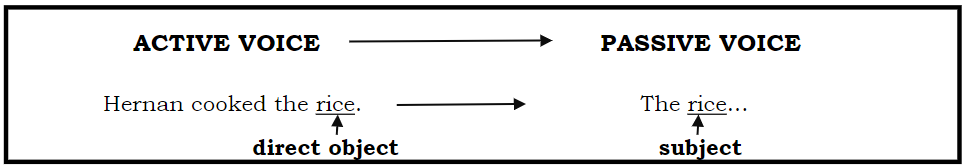 ACTIVE VOICE PASSIVE VOICE
Hernan cooked the rice. The rice...
direct object subject